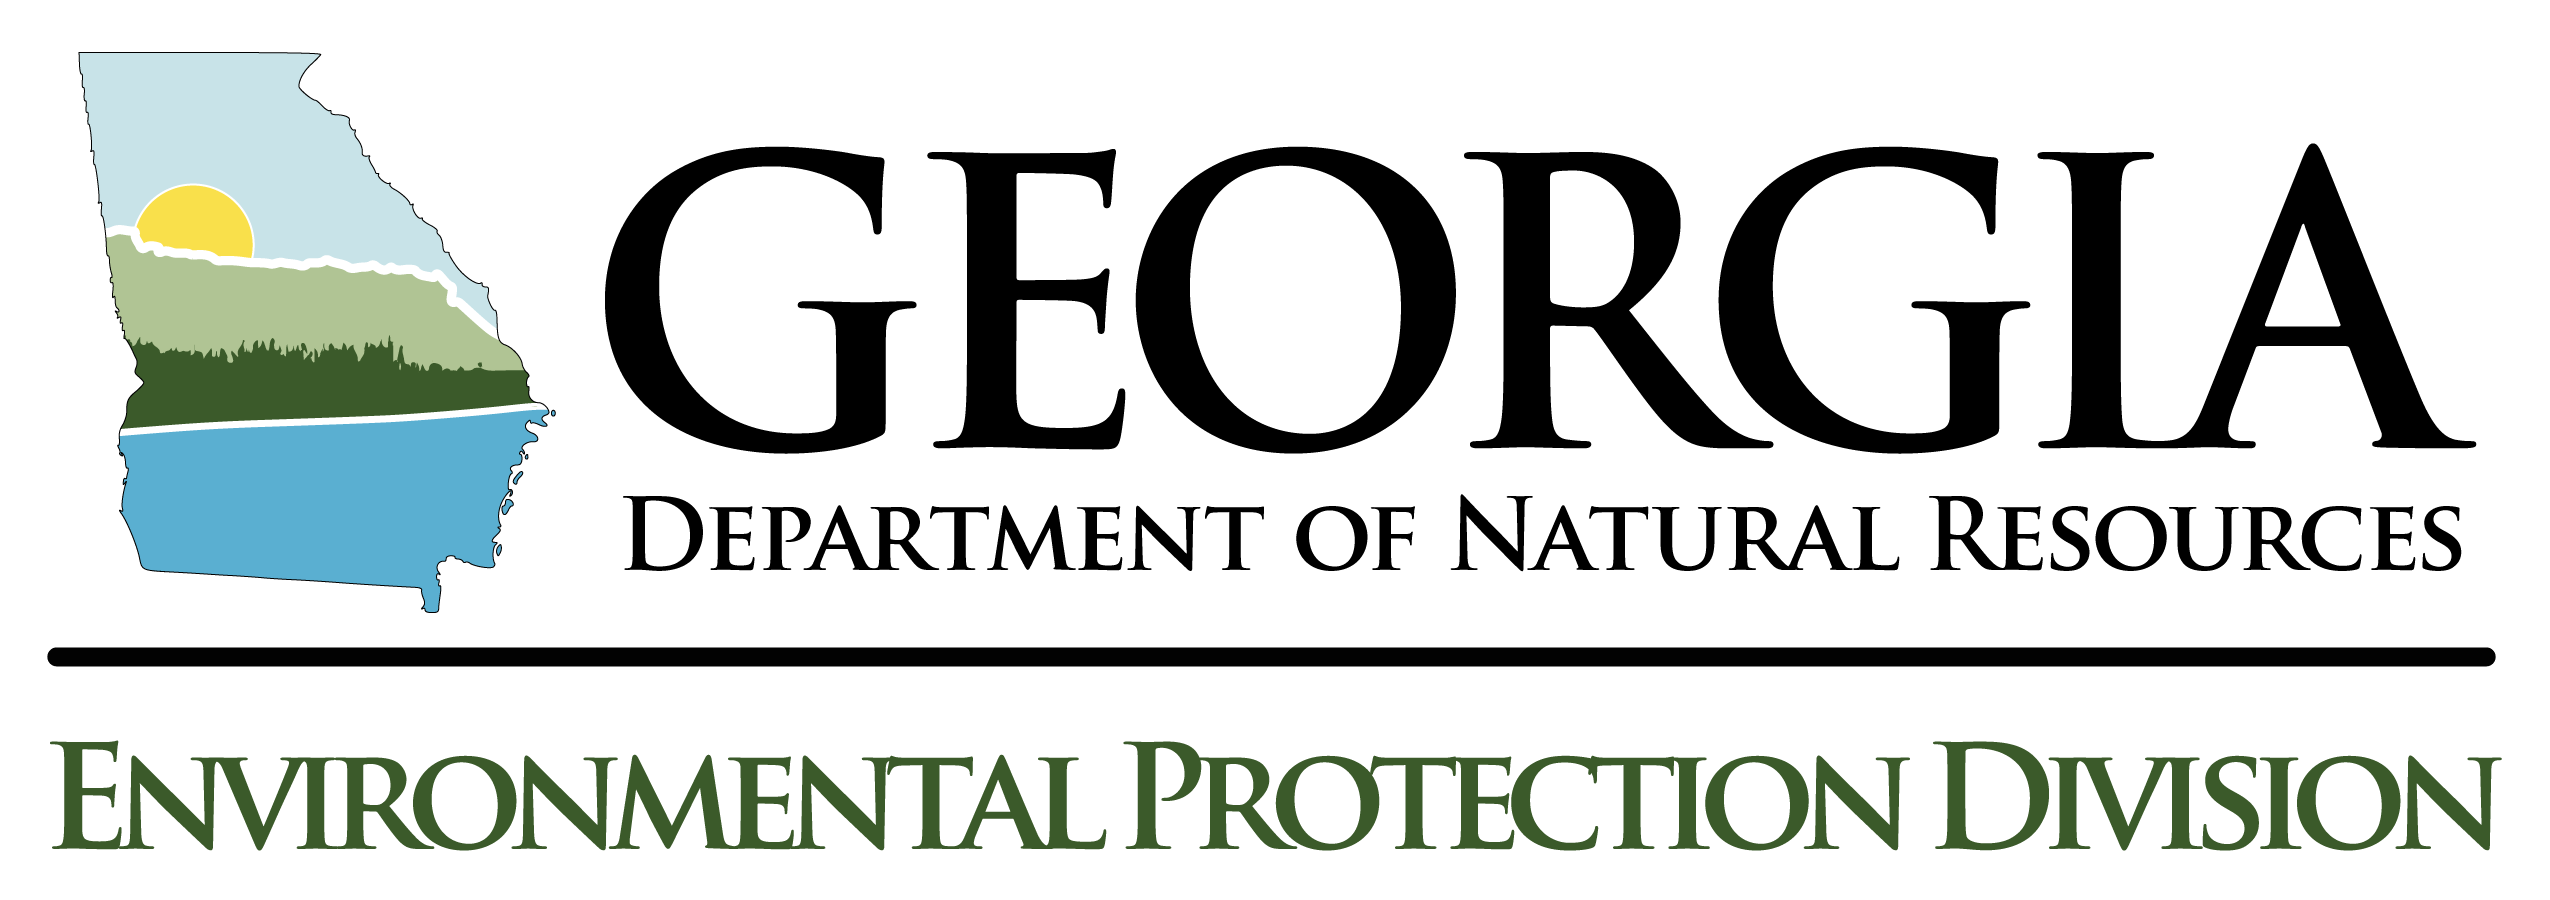 GEORGIA
DEPARTMENT OF NATURAL RESOURCES
ENVIRONMENTAL PROTECTION DIVISION